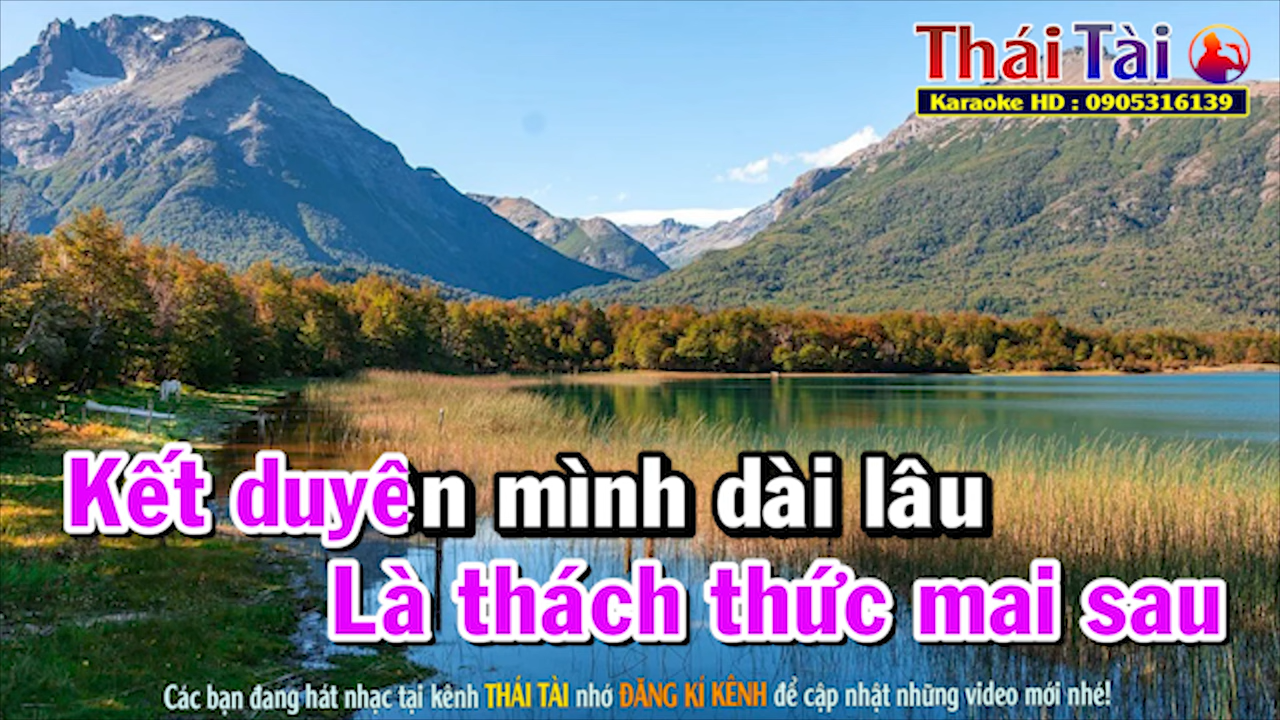 Thái Tài
Karaoke HD : 0905316139
Kết duyên mình dài lâu
Là thách thức mai sau
Các bạn đang hát nhạc tại kênh THÁI TÀI nhớ ĐĂNG KÍ KÊNH để cập nhật những video mới nhé!